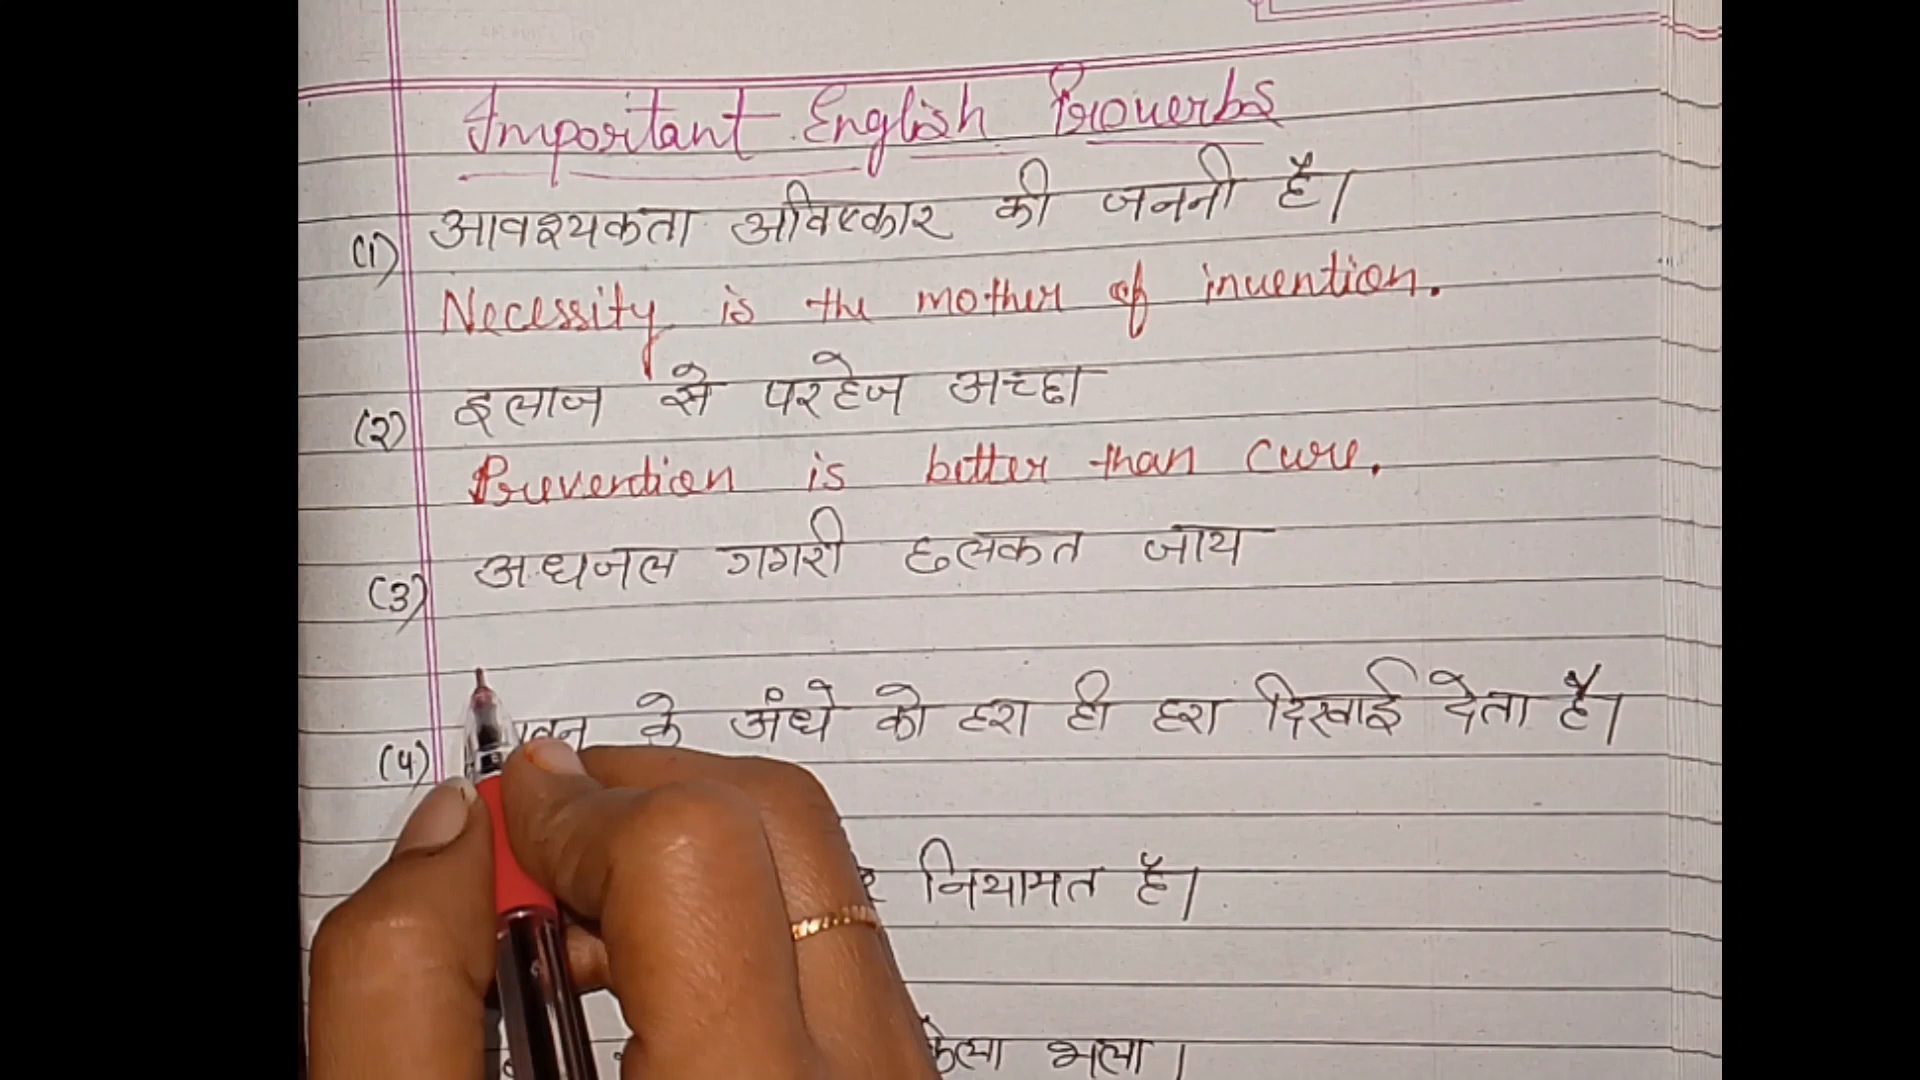 Important English Proverbs
(1) आवश्यकता अविष्कार की जननी है।
Necessity is the mother of invention.
(2) इलाज से परहेज अच्छा
Prevention is better than cure.
(3) अधजल गगरी छलकत जाय
(4) के अंधे को हरा ही हरा दिखाई देता है।
नियामत है।
भला।